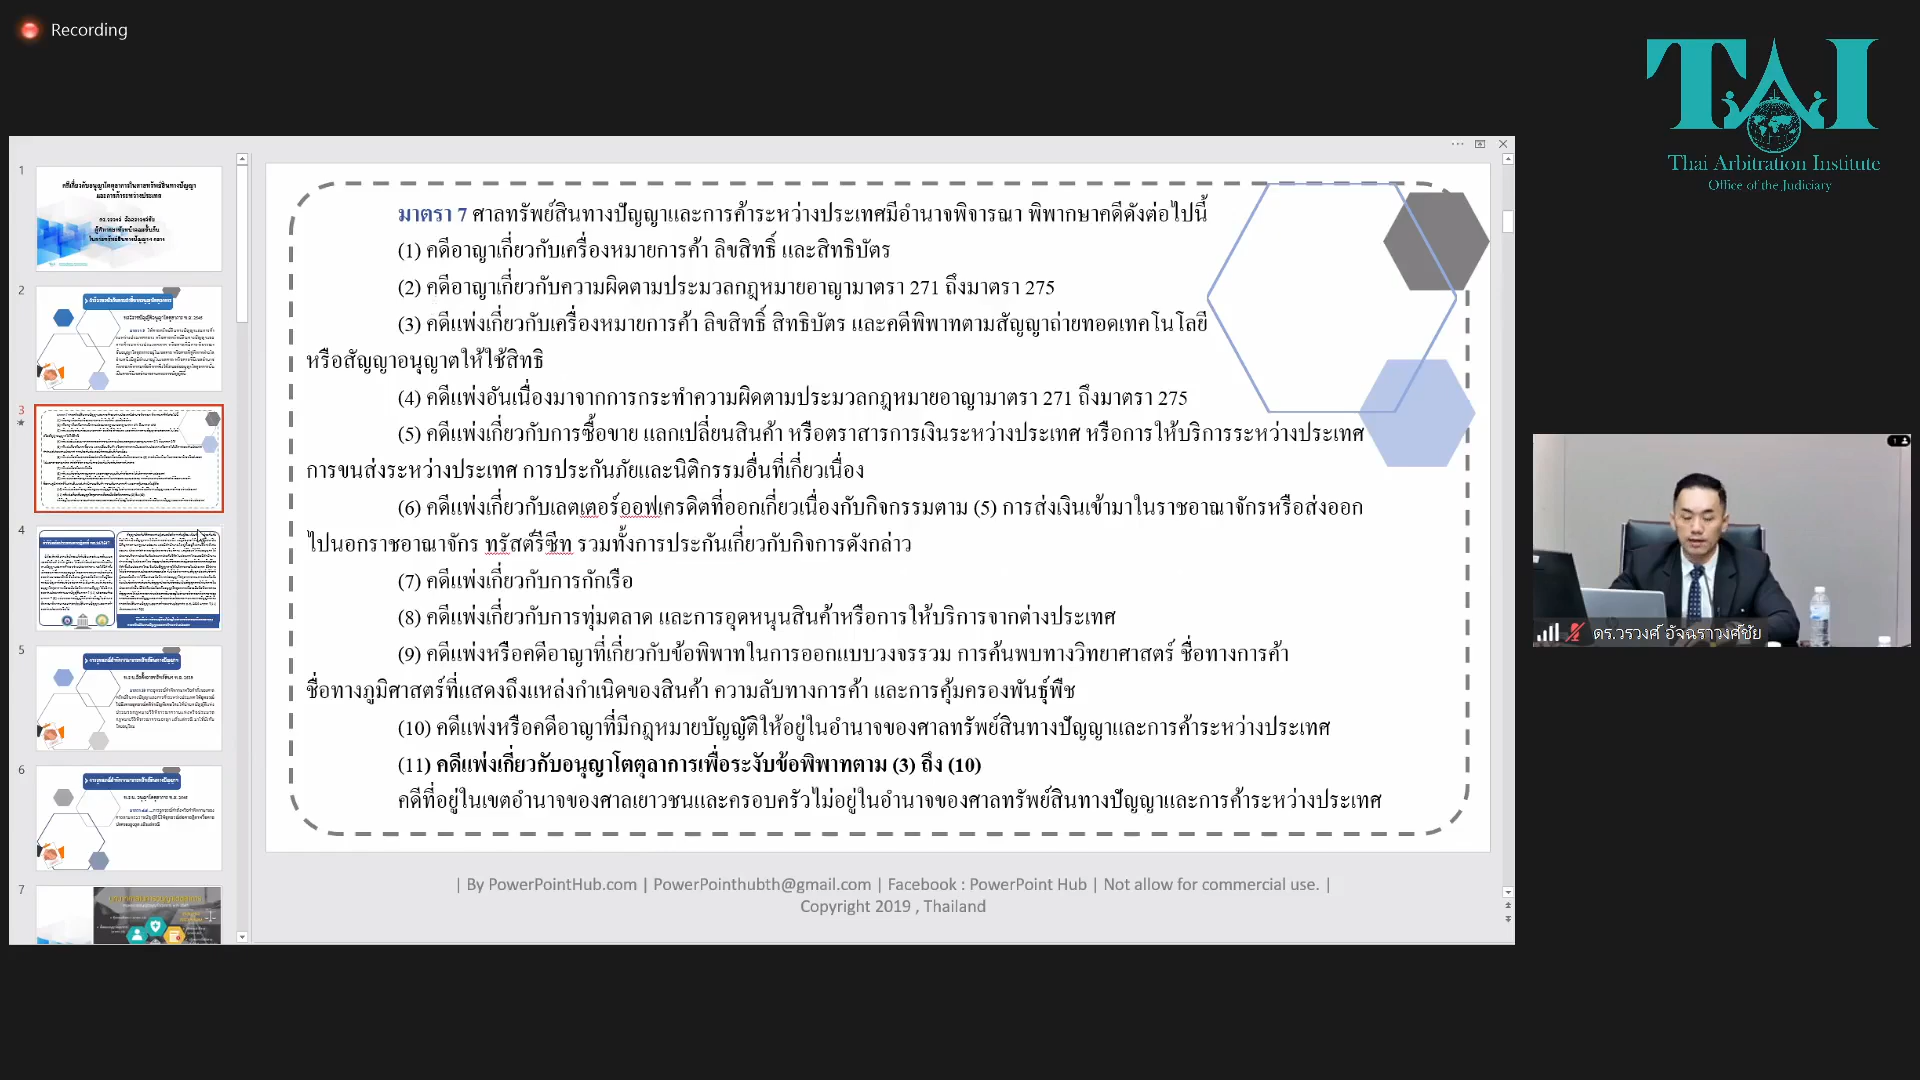 Recording
TAI
Thai Arbitration Institute
Office of the Judiciary
1
2
3
4
5
6
7
มาตรา 7 ศาลทรัพย์สินทางปัญญาและการค้าระหว่างประเทศมีอำนาจพิจารณา พิพากษาคดีดังต่อไปนี้
(1) คดีอาญาเกี่ยวกับเครื่องหมายการค้า ลิขสิทธิ์ และสิทธิบัตร
(2) คดีอาญาเกี่ยวกับความผิดตามประมวลกฎหมายอาญามาตรา 271 ถึงมาตรา 275
(3) คดีแพ่งเกี่ยวกับเครื่องหมายการค้า ลิขสิทธิ์ สิทธิบัตร และคดีพิพาทตามสัญญาถ่ายทอดเทคโนโลยี
หรือสัญญาอนุญาตให้ใช้สิทธิ
(4) คดีแพ่งอันเนื่องมาจากการกระทำความผิดตามประมวลกฎหมายอาญามาตรา 271 ถึงมาตรา 275
(5) คดีแพ่งเกี่ยวกับการซื้อขาย แลกเปลี่ยนสินค้า หรือตราสารการเงินระหว่างประเทศ หรือการให้บริการระหว่างประเทศ
การขนส่งระหว่างประเทศ การประกันภัยและนิติกรรมอื่นที่เกี่ยวเนื่อง
(6) คดีแพ่งเกี่ยวกับเลตเตอร์ออฟเครดิตที่ออกเกี่ยวเนื่องกับกิจกรรมตาม (5) การส่งเงินเข้ามาในราชอาณาจักรหรือส่งออก
ไปนอกราชอาณาจักร ทรัสต์รีซีท รวมทั้งการประกันเกี่ยวกับกิจการดังกล่าว
(7) คดีแพ่งเกี่ยวกับการกักเรือ
(8) คดีแพ่งเกี่ยวกับการทุ่มตลาด และการอุดหนุนสินค้าหรือการให้บริการจากต่างประเทศ
(9) คดีแพ่งหรือคดีอาญาที่เกี่ยวกับข้อพิพาทในการออกแบบวงจรรวม การค้นพบทางวิทยาศาสตร์ ชื่อทางการค้า
ชื่อทางภูมิศาสตร์ที่แสดงถึงแหล่งกำเนิดของสินค้า ความลับทางการค้า และการคุ้มครองพันธุ์พืช
(10) คดีแพ่งหรือคดีอาญาที่มีกฎหมายบัญญัติให้อยู่ในอำนาจของศาลทรัพย์สินทางปัญญาและการค้าระหว่างประเทศ
(11) คดีแพ่งเกี่ยวกับอนุญาโตตุลาการเพื่อระงับข้อพิพาทตาม (3) ถึง (10)
คดีที่อยู่ในเขตอำนาจของศาลเยาวชนและครอบครัวไม่อยู่ในอำนาจของศาลทรัพย์สินทางปัญญาและการค้าระหว่างประเทศ
| By PowerPointHub.com | PowerPointhubth@gmail.com | Facebook : PowerPoint Hub | Not allow for commercial use. |
Copyright 2019 , Thailand
1
ดร.วรวงศ์ อัจฉราวงศ์ชัย